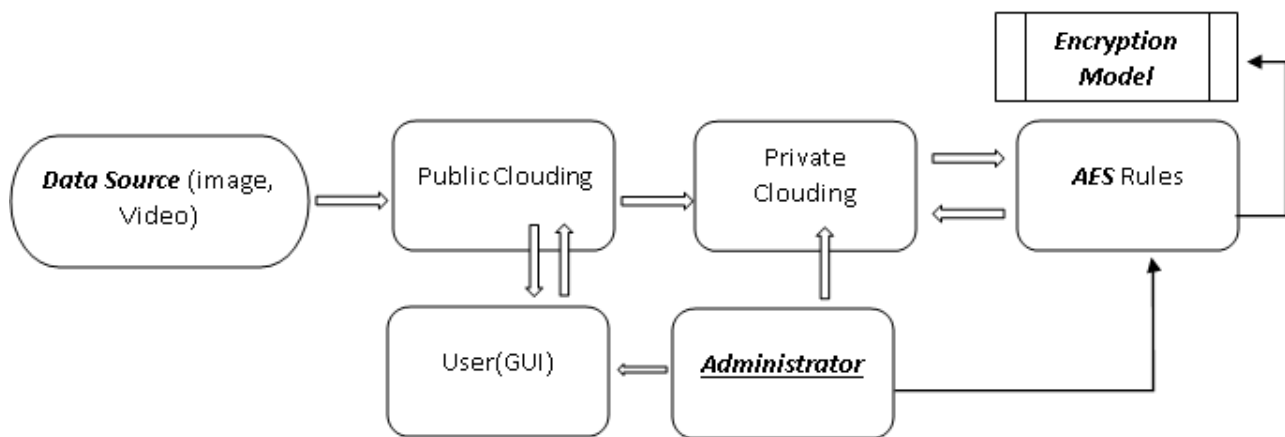 Encryption
Model
Data Source (image,
Video)
Public Clouding
Private
Clouding
AES Rules
User(GUI)
Administrator